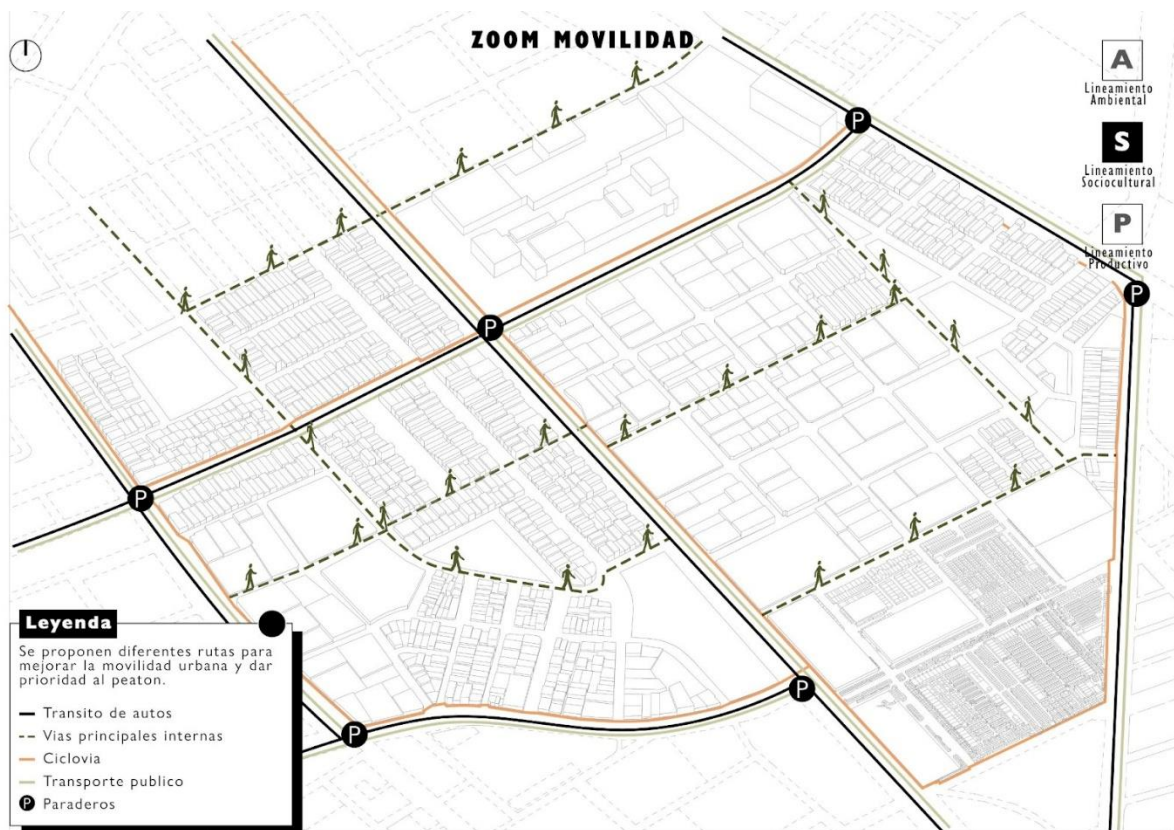 ZOOM MOVILIDAD
A
Lineamiento
Ambiental
S
Lineamiento
Sociocultural
P
Lineamiento
Productivo
P
P
P
P
P
P
Leyenda
Se proponen diferentes rutas para
mejorar la movilidad urbana y dar
prioridad al peaton.
Transito de autos
Vias principales internas
Ciclovia
Transporte publico
P Paraderos